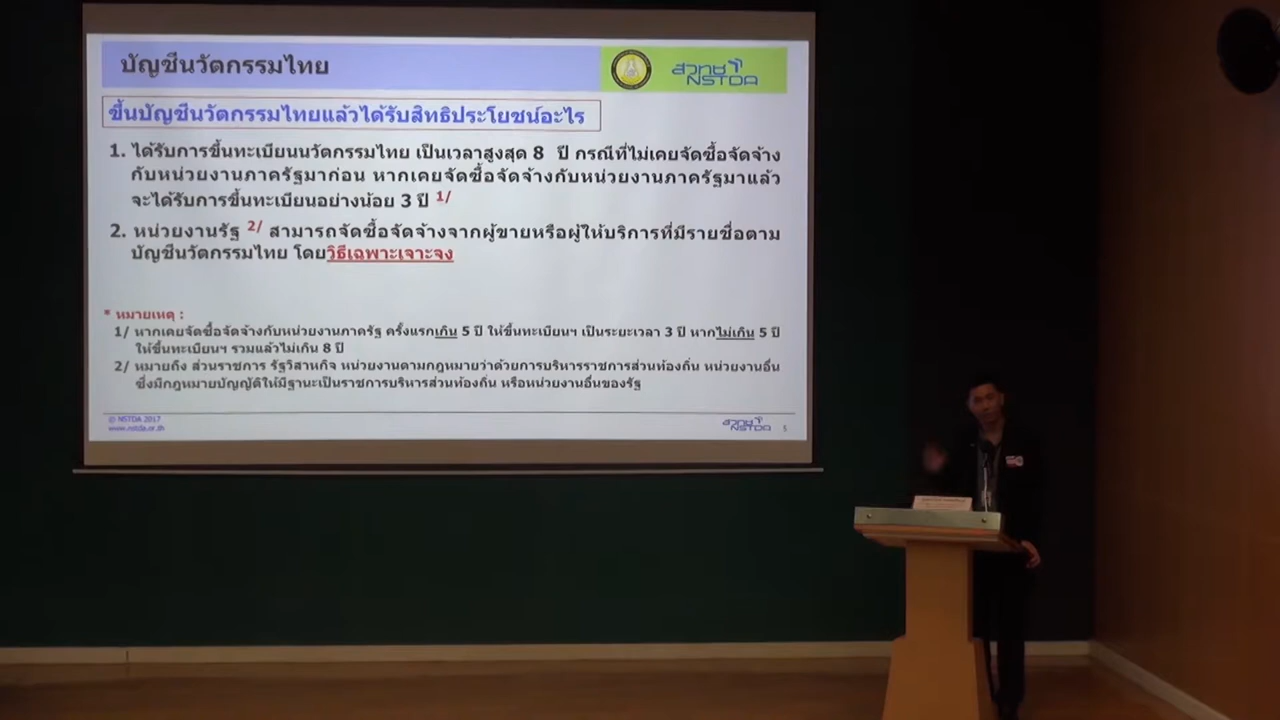 บัญชีนวัตกรรมไทย
สวทช
NSTDA
ขึ้นบัญชีนวัตกรรมไทยแล้วได้รับสิทธิประโยชน์อะไร
1. ได้รับการขึ้นทะเบียนนวัตกรรมไทย เป็นเวลาสูงสุด 8 ปี กรณีที่ไม่เคยจัดซื้อจัดจ้าง
กับหน่วยงานภาครัฐมาก่อน หากเคยจัดซื้อจัดจ้างกับหน่วยงานภาครัฐมาแล้ว
จะได้รับการขึ้นทะเบียนอย่างน้อย 3 ปี 1/
2. หน่วยงานรัฐ 2/ สามารถจัดซื้อจัดจ้างจากผู้ขายหรือผู้ให้บริการที่มีรายชื่อตาม
บัญชีนวัตกรรมไทย โดยวิธีเฉพาะเจาะจง
* หมายเหตุ :
1/ หากเคยจัดซื้อจัดจ้างกับหน่วยงานภาครัฐ ครั้งแรกเกิน 5 ปี ให้ขึ้นทะเบียนฯ เป็นระยะเวลา 3 ปี หากไม่เกิน 5 ปี
ให้ขึ้นทะเบียนฯ รวมแล้วไม่เกิน 8 ปี
2/ หมายถึง ส่วนราชการ รัฐวิสาหกิจ หน่วยงานตามกฎหมายว่าด้วยการบริหารราชการส่วนท้องถิ่น หน่วยงานอื่น
ซึ่งมีกฎหมายบัญญัติให้มีฐานะเป็นราชการบริหารส่วนท้องถิ่น หรือหน่วยงานอื่นของรัฐ
© NSTDA 2017
www.nstda.or.th
สวทช
NSTDA
5